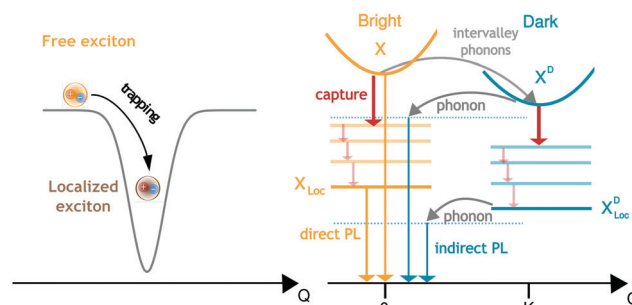 Free exciton
trapping
Localized
exciton
Q
Bright
X
intervalley
phonons
Dark
X^D
capture
phonon
X_Loc
phonon
X^D_Loc
direct PL
indirect PL